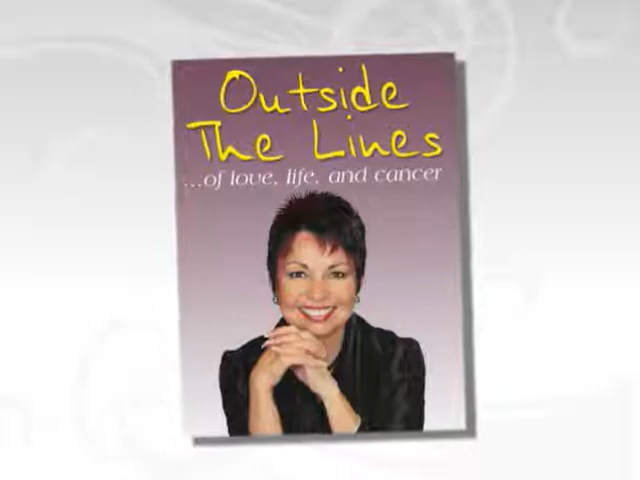 Outside
The Lines
...of love, life, and cancer